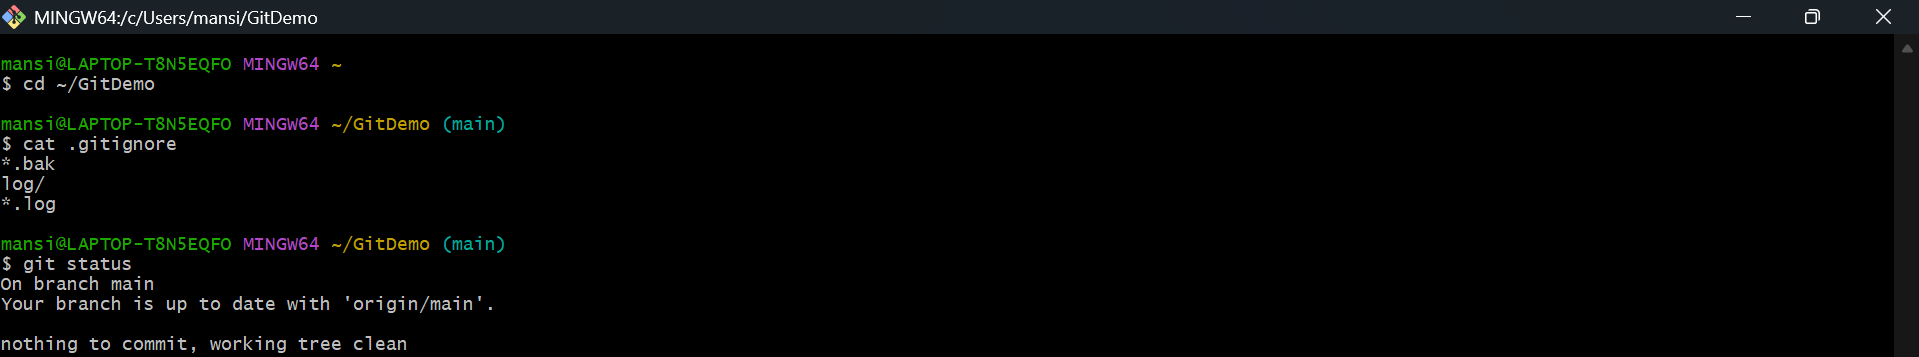 MINGW64:/c/Users/mansi/GitDemo
mansi@LAPTOP-T8N5EQFO MINGW64 ~
$ cd ~/GitDemo
mansi@LAPTOP-T8N5EQFO MINGW64 ~/GitDemo (main)
$ cat .gitignore
*.bak
log/
*.log
mansi@LAPTOP-T8N5EQFO MINGW64 ~/GitDemo (main)
$ git status
On branch main
Your branch is up to date with 'origin/main'.
nothing to commit, working tree clean